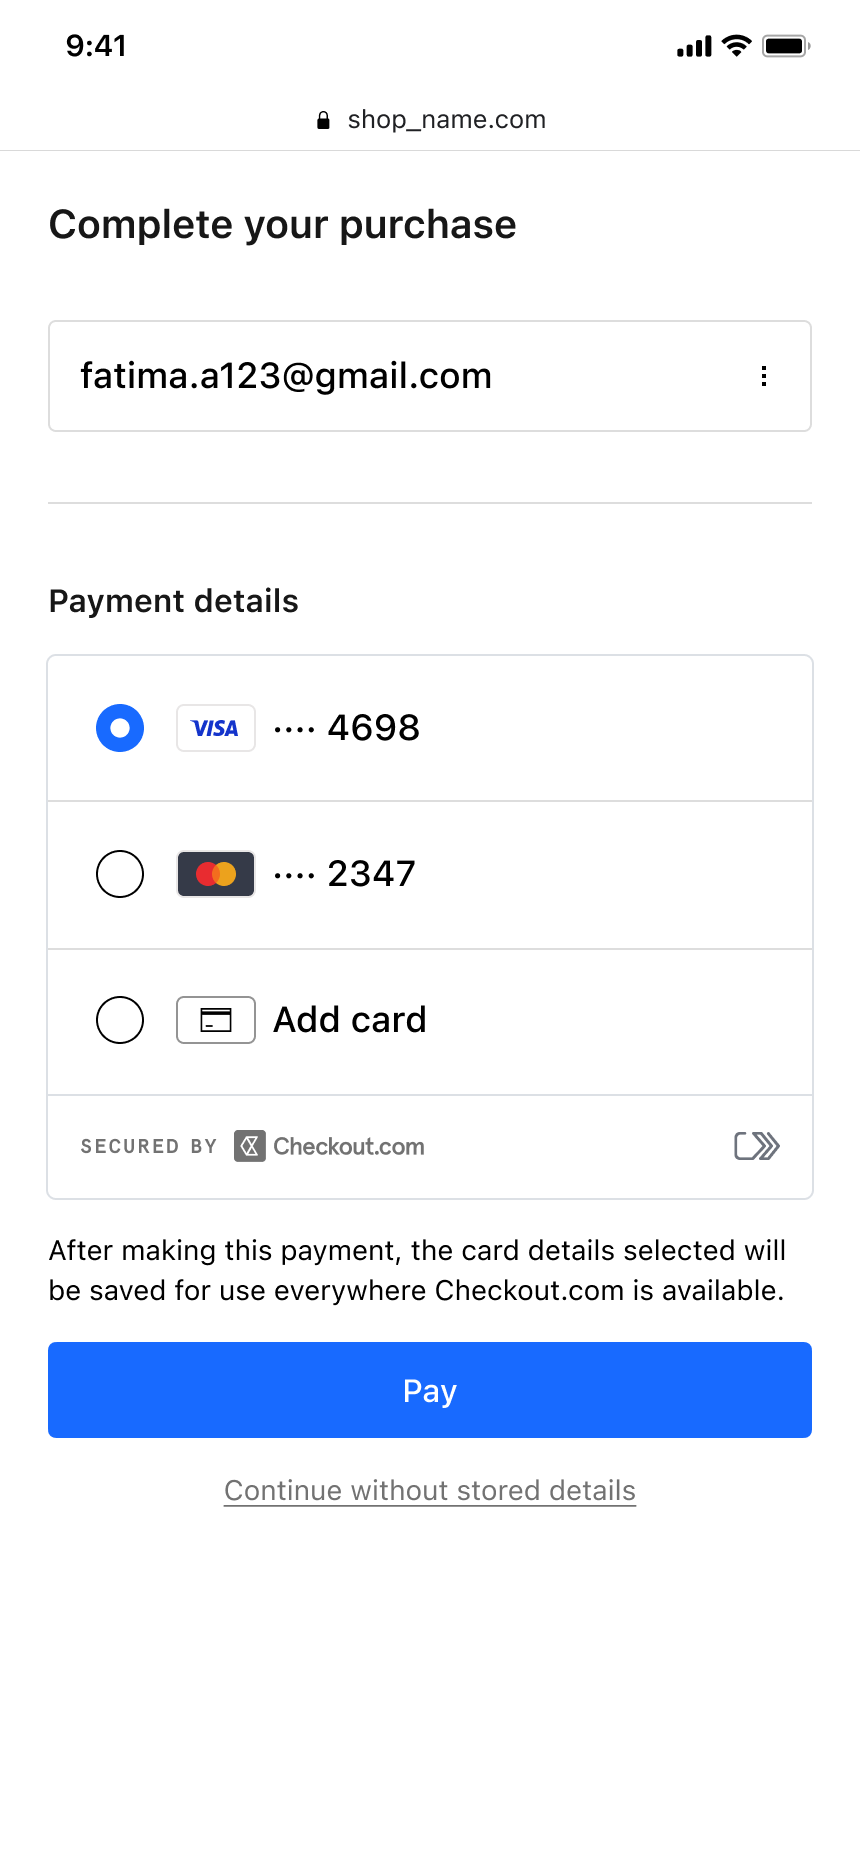 9:41
shop_name.com
Complete your purchase
fatima.a123@gmail.com
Payment details
VISA ···· 4698
···· 2347
Add card
SECURED BY Checkout.com
After making this payment, the card details selected will
be saved for use everywhere Checkout.com is available.
Pay
Continue without stored details